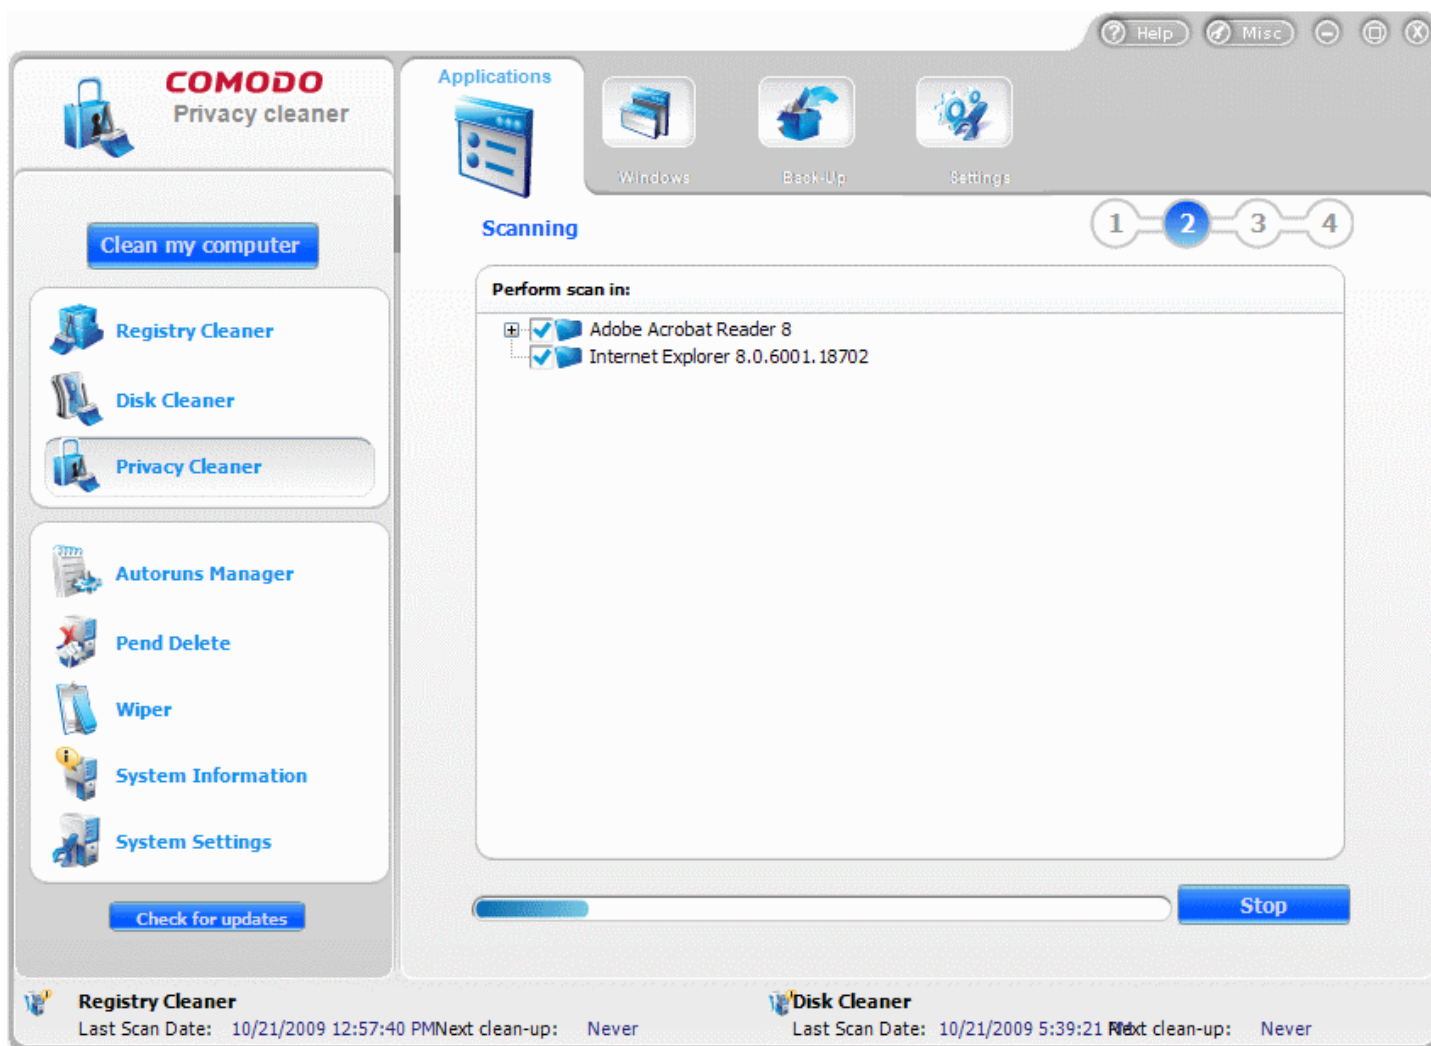 Help Misc
COMODO
Privacy cleaner
Applications
Windows Back-Up Settings
Scanning
1 2 3 4
Clean my computer
Perform scan in:
Adobe Acrobat Reader 8
Internet Explorer 8.0.6001.18702
Registry Cleaner
Disk Cleaner
Privacy Cleaner
Autoruns Manager
Pend Delete
Wiper
System Information
System Settings
Check for updates
Stop
Registry Cleaner
Last Scan Date: 10/21/2009 12:57:40 PM Next clean-up: Never
Disk Cleaner
Last Scan Date: 10/21/2009 5:39:21 Next clean-up: Never